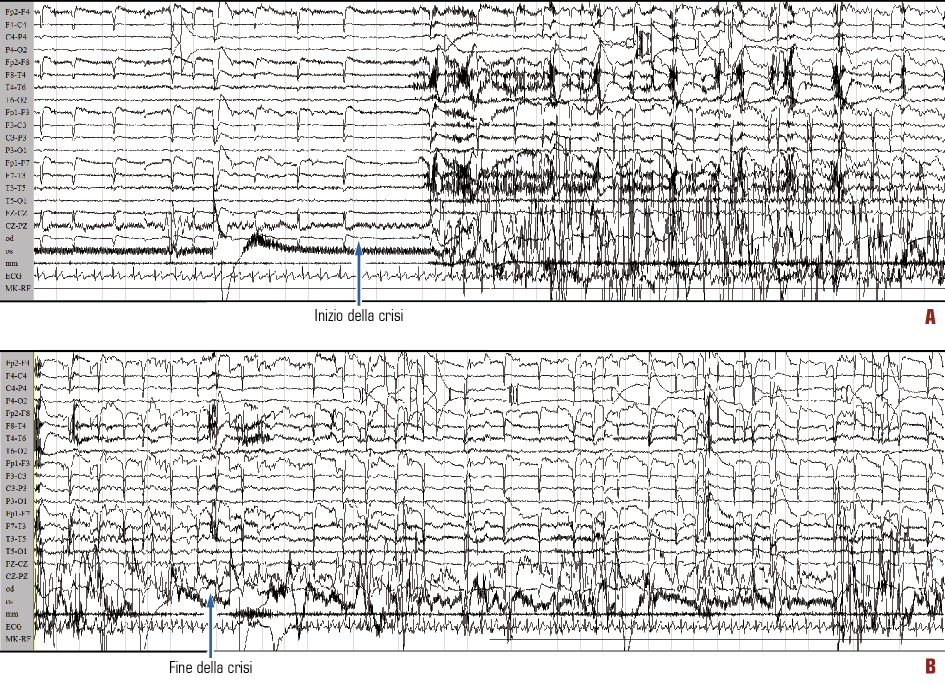 Fp2-F4
F4-C4
C4-P4
P4-O2
Fp2-F8
F8-T4
T4-T6
T6-O2
Fp1-F3
F3-C3
C3-P3
P3-O1
Fp1-F7
F7-T3
T3-T5
T5-O1
FZ-CZ
CZ-PZ
od
os
mm
ECG
MK-RF
Inizio della crisi
A
Fp2-F4
F4-C4
C4-P4
P4-O2
Fp2-F8
F8-T4
T4-T6
T6-O2
Fp1-F3
F3-C3
C3-P3
P3-O1
Fp1-F7
F7-T3
T3-T5
T5-O1
FZ-CZ
CZ-PZ
od
os
mm
ECG
MK-RF
Fine della crisi
B